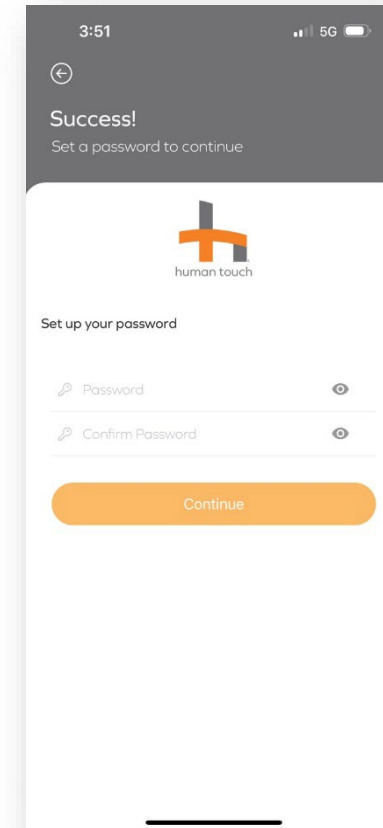 3:51 5G
Success!
Set a password to continue
human touch
Set up your password
Password
Confirm Password
Continue